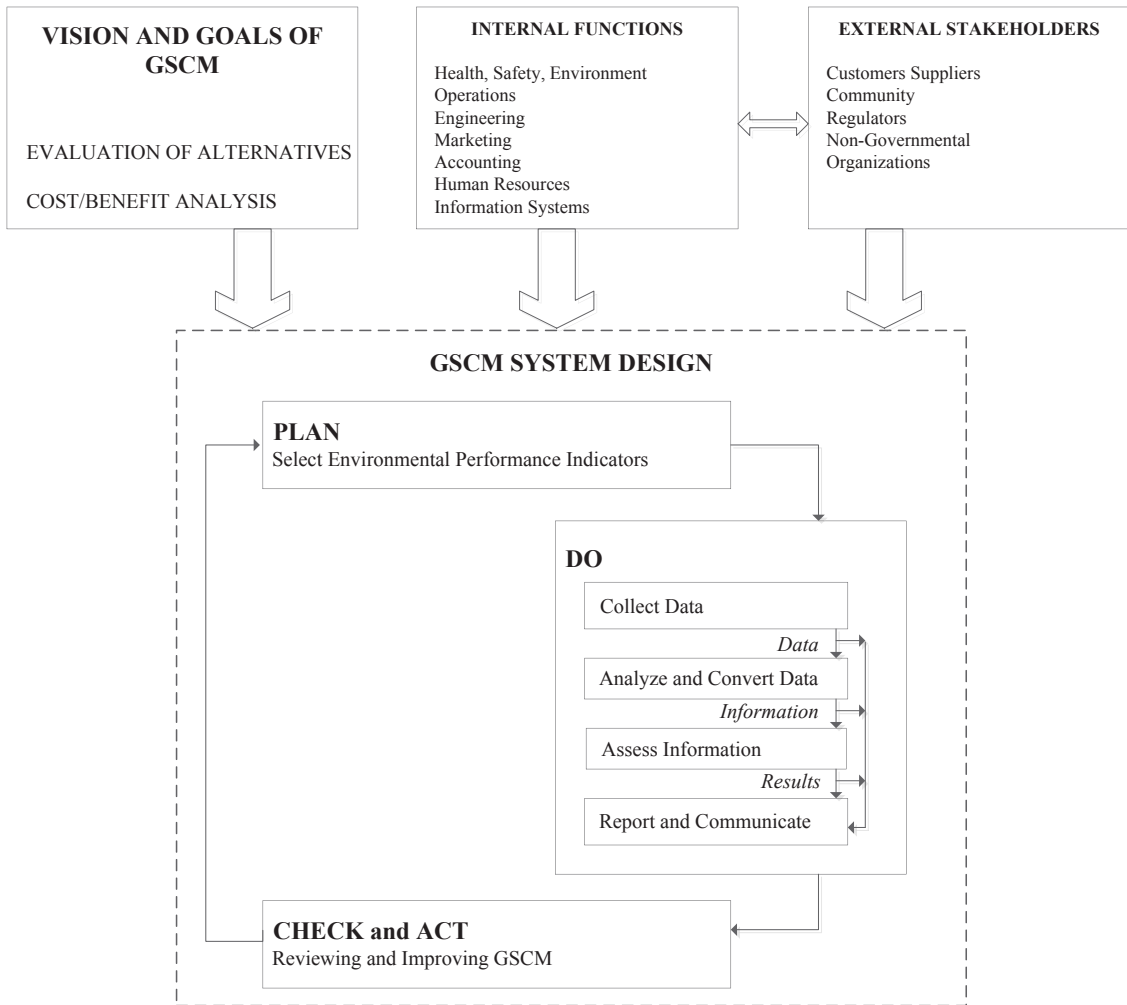 VISION AND GOALS OF
GSCM
EVALUATION OF ALTERNATIVES
COST/BENEFIT ANALYSIS
INTERNAL FUNCTIONS
Health, Safety, Environment
Operations
Engineering
Marketing
Accounting
Human Resources
Information Systems
EXTERNAL STAKEHOLDERS
Customers Suppliers
Community
Regulators
Non-Governmental
Organizations
GSCM SYSTEM DESIGN
PLAN
Select Environmental Performance Indicators
DO
Collect Data
Data
Analyze and Convert Data
Information
Assess Information
Results
Report and Communicate
CHECK and ACT
Reviewing and Improving GSCM